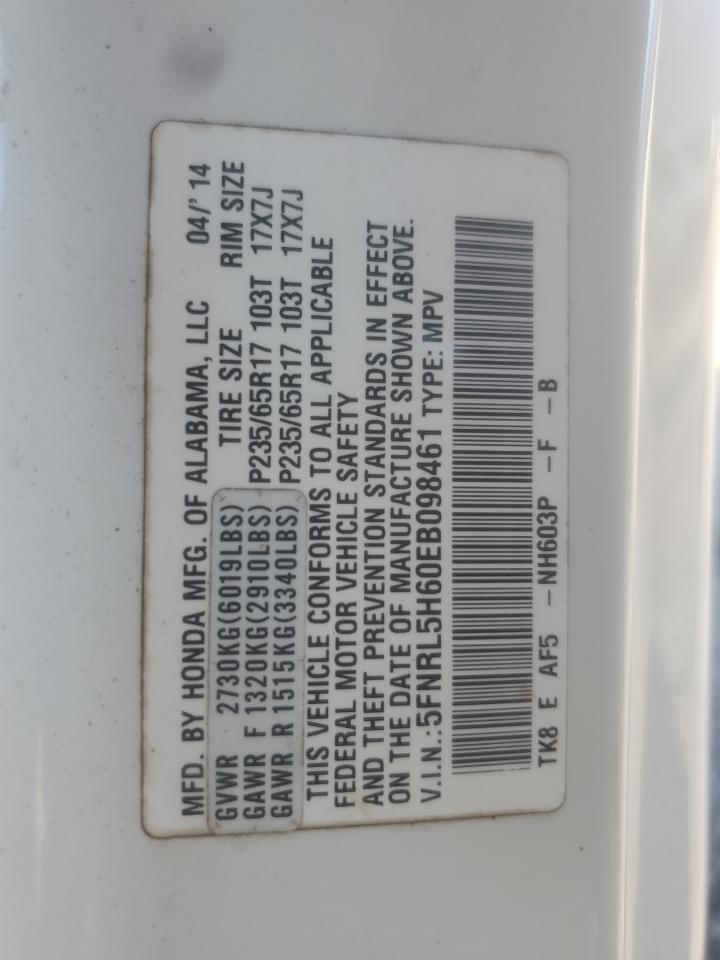 MFD. BY HONDA MFG. OF ALABAMA, LLC 04/'14
GVWR 2730KG(6019LBS) TIRE SIZE RIM SIZE
GAWR F 1320KG(2910LBS) P235/65R17 103T 17X7J
GAWR R 1515KG(3340LBS) P235/65R17 103T 17X7J
THIS VEHICLE CONFORMS TO ALL APPLICABLE
FEDERAL MOTOR VEHICLE SAFETY
AND THEFT PREVENTION STANDARDS IN EFFECT
ON THE DATE OF MANUFACTURE SHOWN ABOVE.
V.I.N.:5FNRL5H60EB098461 TYPE: MPV
TK8 E AF5 -NH603P -F -B